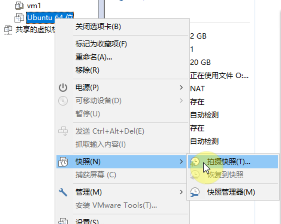 vm1
Ubuntu 64 位
共享的虚拟
关闭选项卡(B)
标记为收藏项(F)
重命名(A)...
移除(R)
电源(P)
可移动设备(D)
暂停(U)
发送 Ctrl+Alt+Del(E)
抓取输入内容(I)
快照(N)
捕获屏幕 (C)
管理(M)
安装 VMware Tools(T)...
设置(S)...
2 GB
1
20 GB
正在使用文件 O:
NAT
存在
自动检测
存在
自动检测
拍摄快照(T)...
恢复到快照
快照管理器(M)